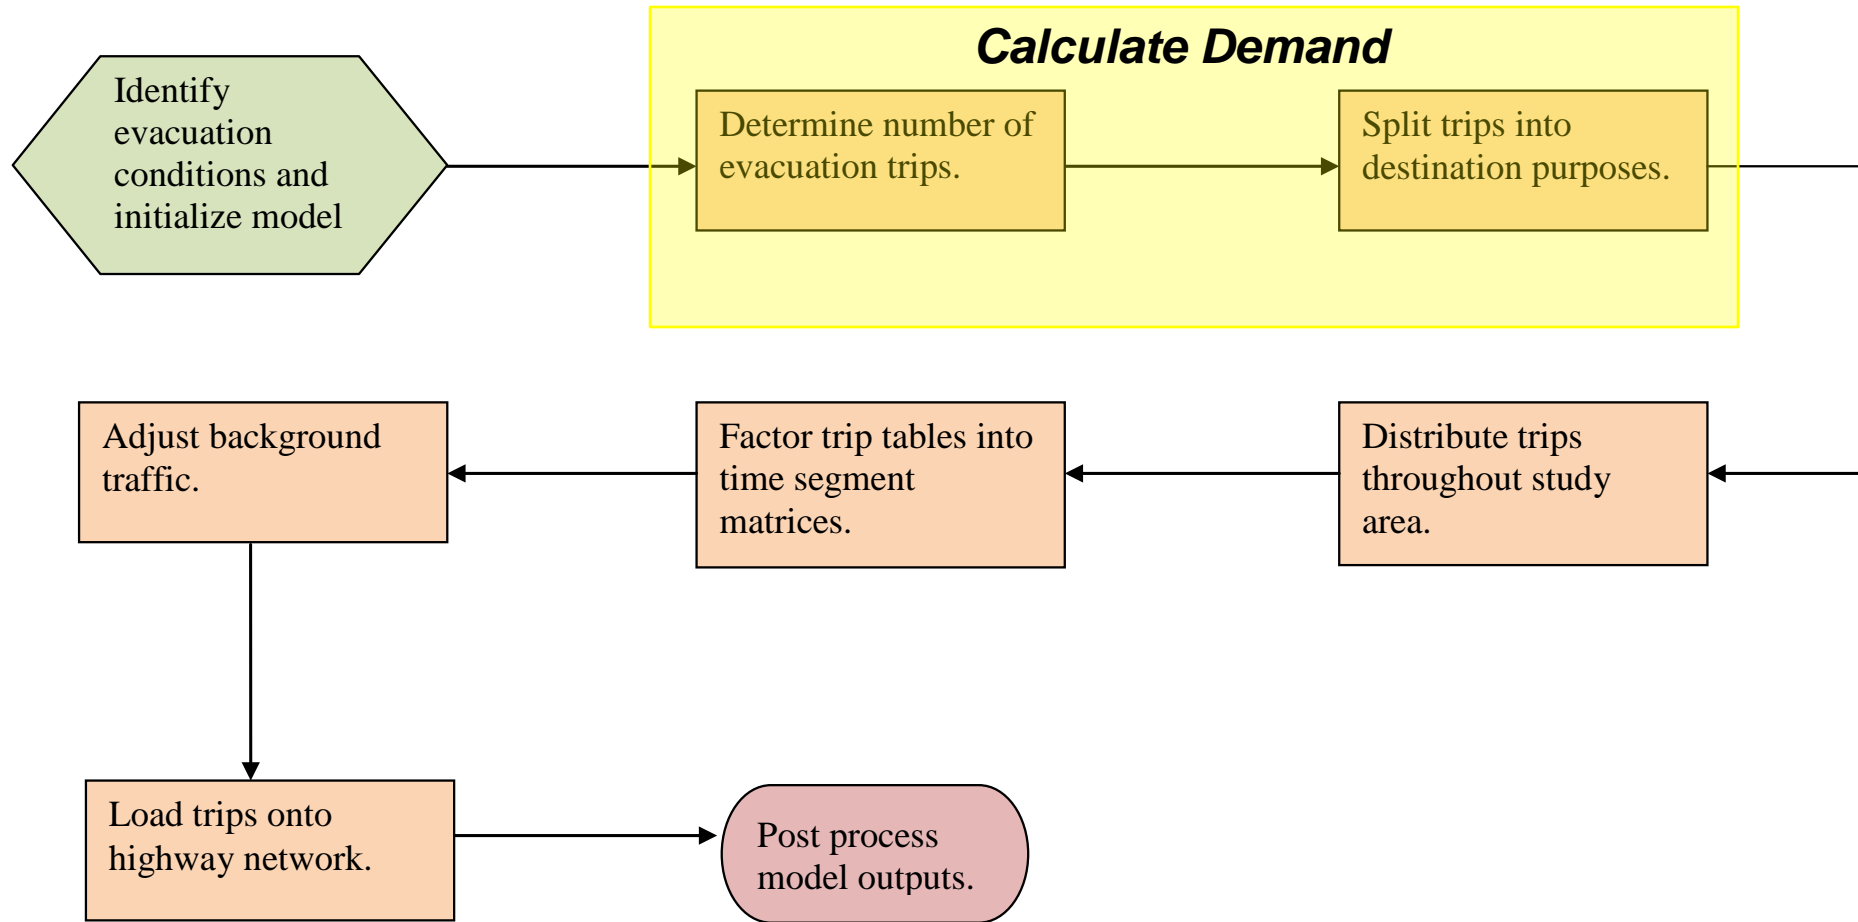 Calculate Demand
Identify
evacuation
conditions and
initialize model
Determine number of
evacuation trips.
Split trips into
destination purposes.
Distribute trips
throughout study
area.
Factor trip tables into
time segment
matrices.
Adjust background
traffic.
Load trips onto
highway network.
Post process
model outputs.